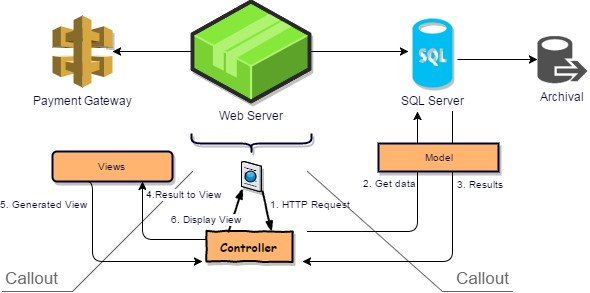 SQL
Payment Gateway
Web Server
SQL Server
Archival
Views
Model
4.Result to View
2. Get data
3. Results
5. Generated View
1. HTTP Request
6. Display View
Controller
Callout
Callout